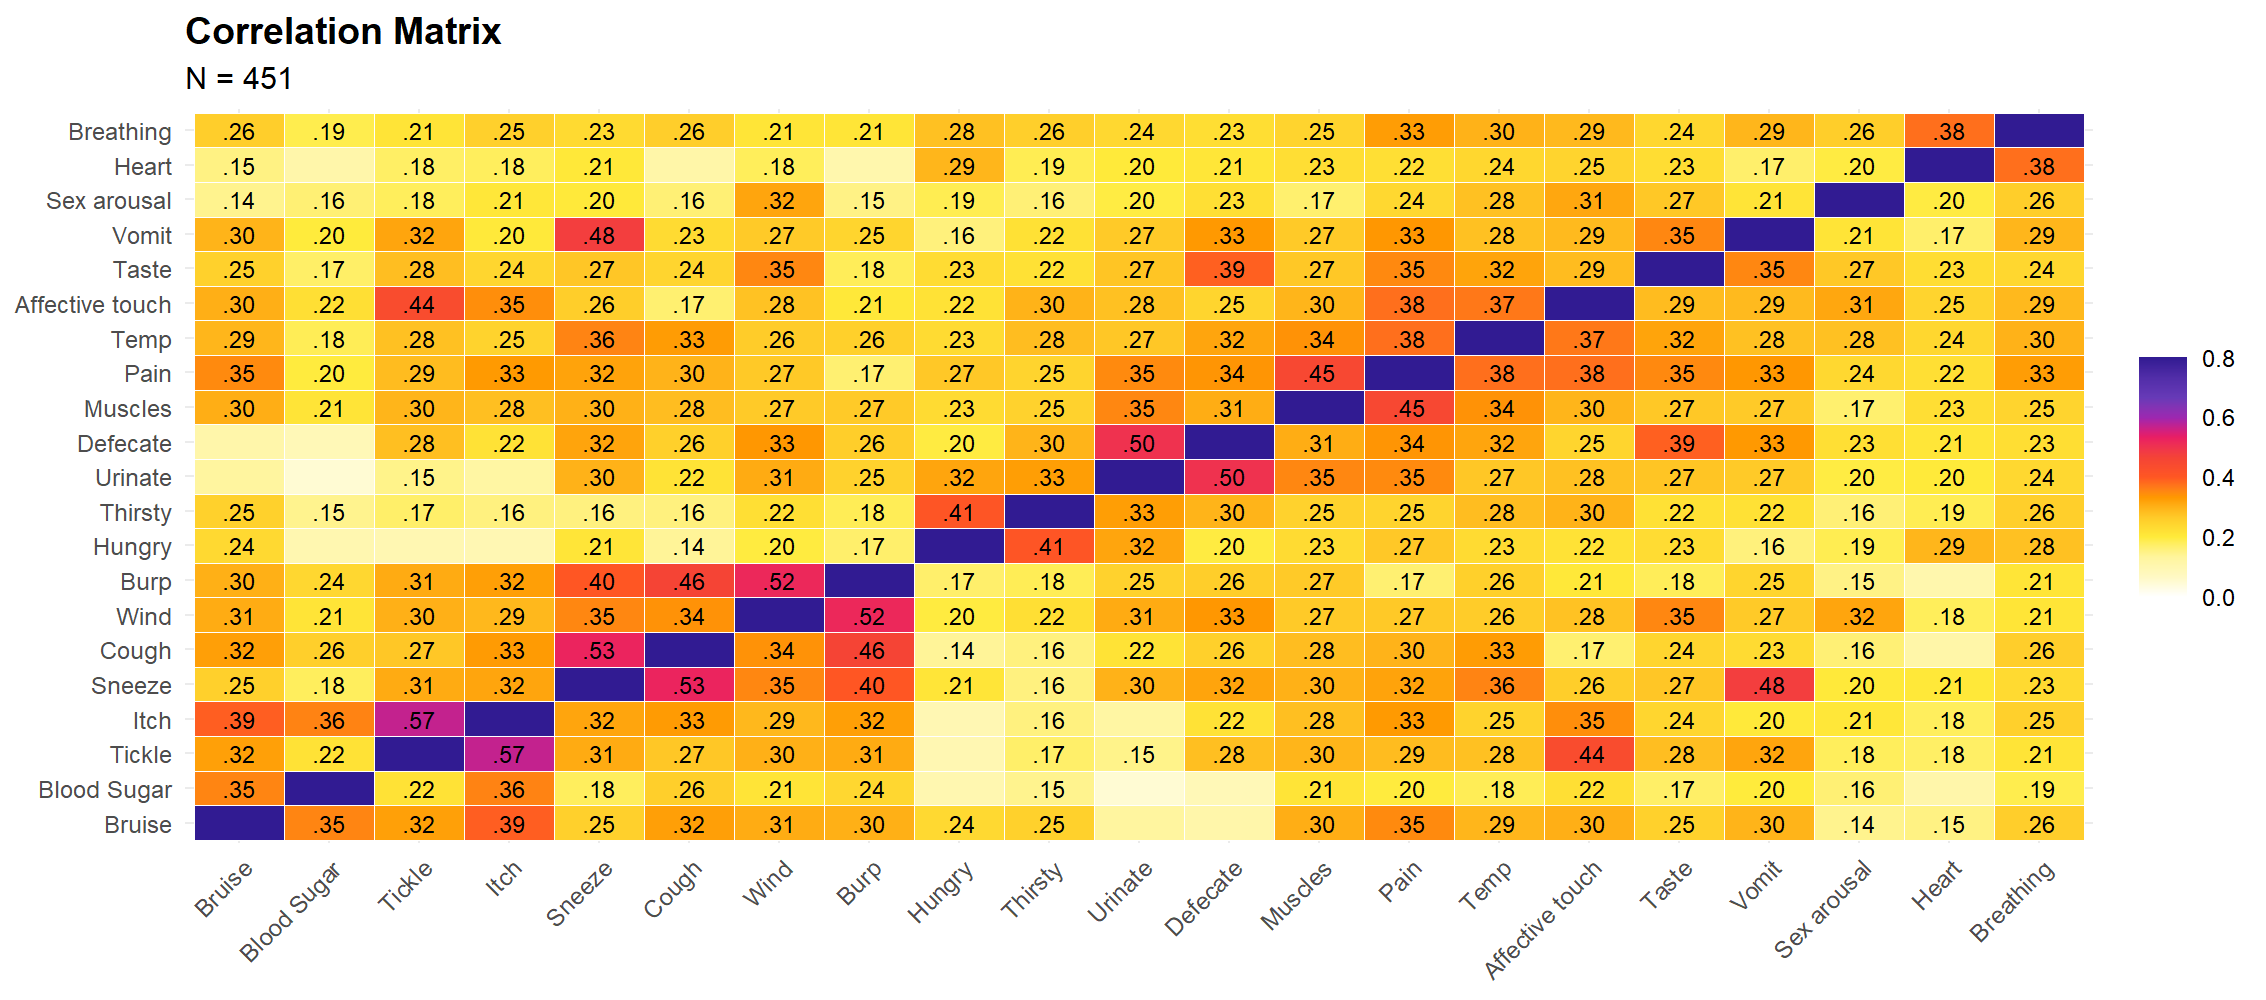 Correlation Matrix
N = 451
Breathing .26 .19 .21 .25 .23 .26 .21 .21 .28 .26 .24 .23 .25 .33 .30 .29 .24 .29 .26 .38
Heart .15 .18 .18 .21 .18 .29 .19 .20 .21 .23 .22 .24 .25 .23 .17 .20 .38
Sex arousal .14 .16 .18 .21 .20 .16 .32 .15 .19 .16 .20 .23 .17 .24 .28 .31 .27 .21 .20 .26
Vomit .30 .20 .32 .20 .48 .23 .27 .25 .16 .22 .27 .33 .27 .33 .28 .29 .35 .21 .17 .29
Taste .25 .17 .28 .24 .27 .24 .35 .18 .23 .22 .27 .39 .27 .35 .32 .29 .35 .27 .23 .24
Affective touch .30 .22 .44 .35 .26 .17 .28 .21 .22 .30 .28 .25 .30 .38 .37 .29 .29 .31 .25 .29
Temp .29 .18 .28 .25 .36 .33 .26 .26 .23 .28 .27 .32 .34 .38 .37 .32 .28 .28 .24 .30
Pain .35 .20 .29 .33 .32 .30 .27 .17 .27 .25 .35 .34 .45 .38 .38 .35 .33 .24 .22 .33
Muscles .30 .21 .30 .28 .30 .28 .27 .27 .23 .25 .35 .31 .45 .34 .30 .27 .27 .17 .23 .25
Defecate .28 .22 .32 .26 .33 .26 .20 .30 .50 .31 .34 .32 .25 .39 .33 .23 .21 .23
Urinate .15 .30 .22 .31 .25 .32 .33 .50 .35 .35 .27 .28 .27 .27 .20 .20 .24
Thirsty .25 .15 .17 .16 .16 .16 .22 .18 .41 .33 .30 .25 .25 .28 .30 .22 .22 .16 .19 .26
Hungry .24 .21 .14 .20 .17 .41 .32 .20 .23 .27 .23 .22 .23 .16 .19 .29 .28
Burp .30 .24 .31 .32 .40 .46 .52 .17 .18 .25 .26 .27 .17 .26 .21 .18 .25 .15 .21
Wind .31 .21 .30 .29 .35 .34 .52 .20 .22 .31 .33 .27 .27 .26 .28 .35 .27 .32 .18 .21
Cough .32 .26 .27 .33 .53 .34 .46 .14 .16 .22 .26 .28 .30 .33 .17 .24 .23 .16 .26
Sneeze .25 .18 .31 .32 .53 .35 .40 .21 .16 .30 .32 .30 .32 .36 .26 .27 .48 .20 .21 .23
Itch .39 .36 .57 .32 .33 .29 .32 .16 .22 .28 .33 .25 .35 .24 .20 .21 .18 .25
Tickle .32 .22 .57 .31 .27 .30 .31 .17 .15 .28 .30 .29 .28 .44 .28 .32 .18 .18 .21
Blood Sugar .35 .22 .36 .18 .26 .21 .24 .15 .21 .20 .18 .22 .17 .20 .16 .19
Bruise .35 .32 .39 .25 .32 .31 .30 .24 .25 .30 .35 .29 .30 .25 .30 .14 .15 .26
Bruise Blood Sugar Tickle Itch Sneeze Cough Wind Burp Hungry Thirsty Urinate Defecate Muscles Pain Temp Affective touch Taste Vomit Sex arousal Heart Breathing
0.8
0.6
0.4
0.2
0.0